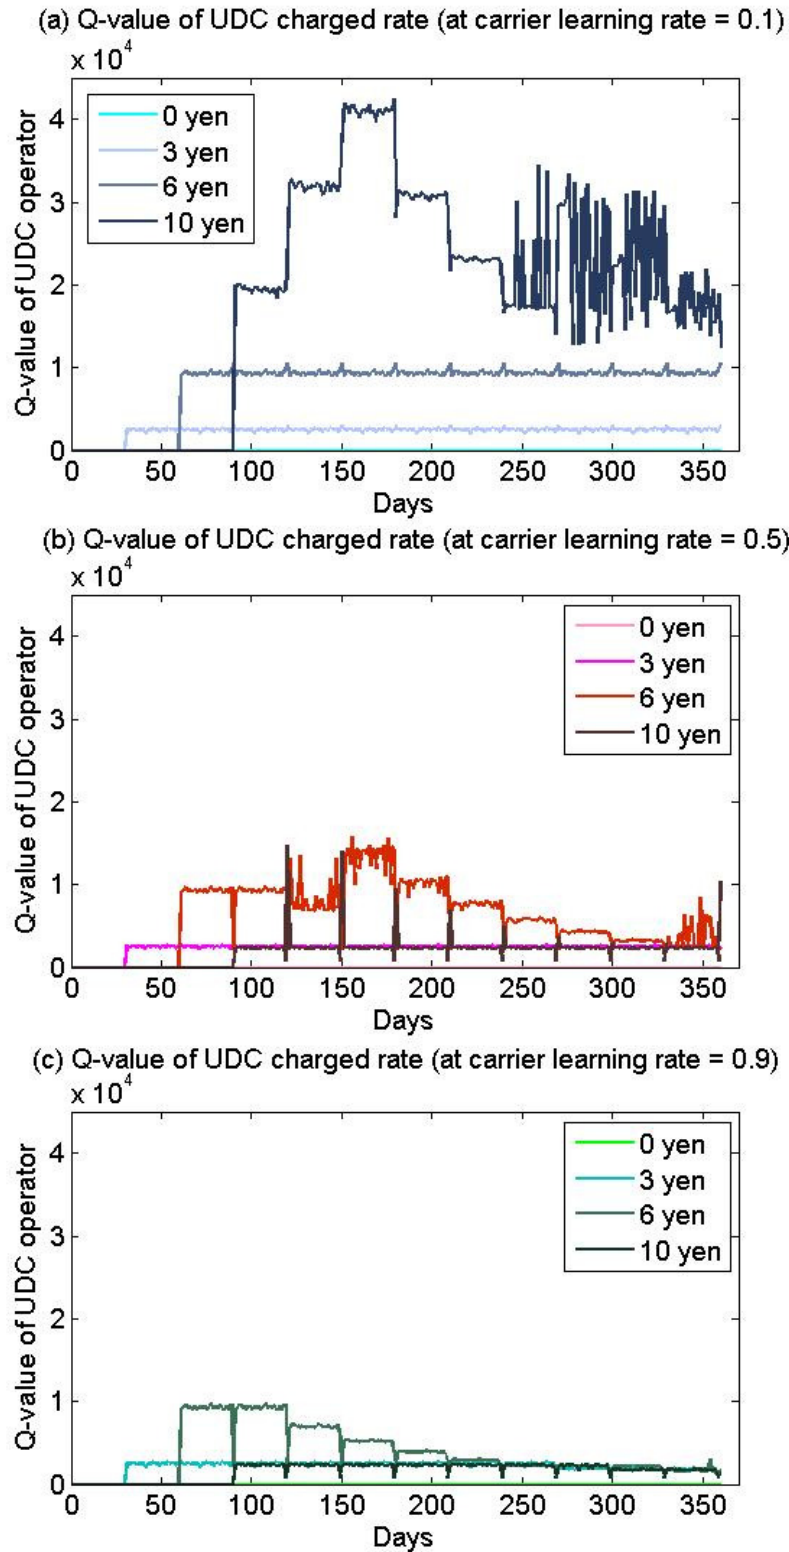 (a) Q-value of UDC charged rate (at carrier learning rate = 0.1)
x 10^4
Q-value of UDC operator
4
3
2
1
0
0 yen
3 yen
6 yen
10 yen
0 50 100 150 200 250 300 350
Days
(b) Q-value of UDC charged rate (at carrier learning rate = 0.5)
x 10^4
Q-value of UDC operator
4
3
2
1
0
0 yen
3 yen
6 yen
10 yen
0 50 100 150 200 250 300 350
Days
(c) Q-value of UDC charged rate (at carrier learning rate = 0.9)
x 10^4
Q-value of UDC operator
4
3
2
1
0
0 yen
3 yen
6 yen
10 yen
0 50 100 150 200 250 300 350
Days